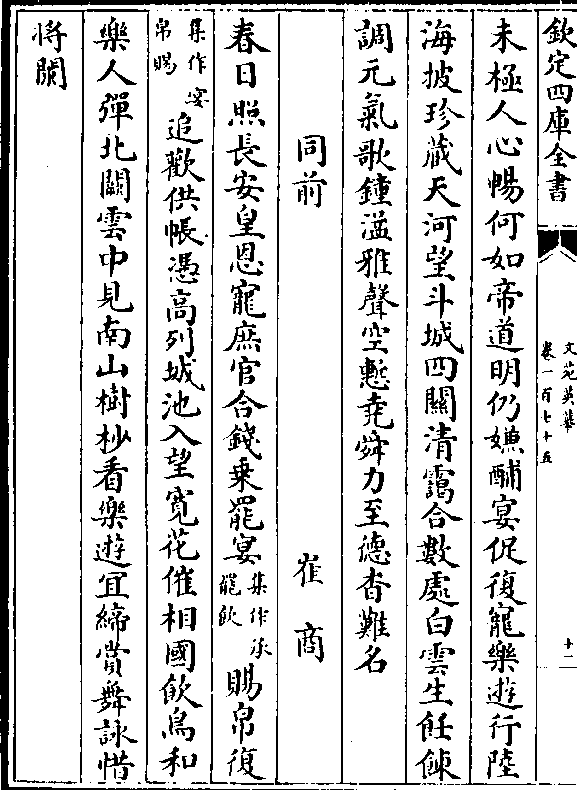 欽定四庫全書
文苑英華
卷一百七十五
十一
未極人心暢何如帝道明仍嫌酺宴促復寵樂遊行陸
海披珍藏天河望斗城四關清靄合數處白雲生飪餗
調元氣歌鐘溢雅聲空慙堯舜力至德杳難名
同前
崔商
春日照長安皇恩寵庶官合錢乗罷宴集作承罷飲賜帛復
集作宴帛賜追歡供帳憑高列城池入望寛花催相國飲鳥和
樂人彈北闕雲中見南山樹杪看樂遊宜締賞舞詠惜
将闌